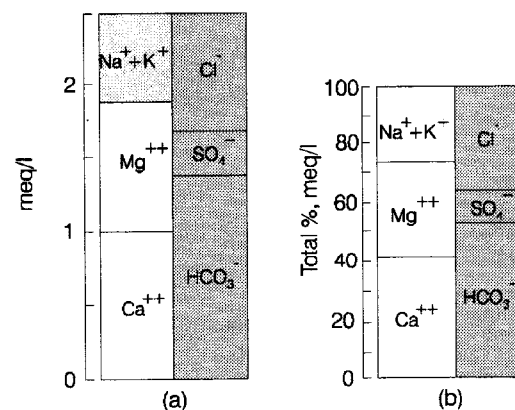 meq/l
2
1
0
Na⁺+K⁺
Mg⁺⁺
Ca⁺⁺
Cl⁻
SO₄⁻
HCO₃⁻
(a)
Total %, meq/l
100
80
60
40
20
0
Na⁺+K⁻
Mg⁺⁺
Ca⁺⁺
Cl⁻
SO₄⁻
HCO₃⁻
(b)